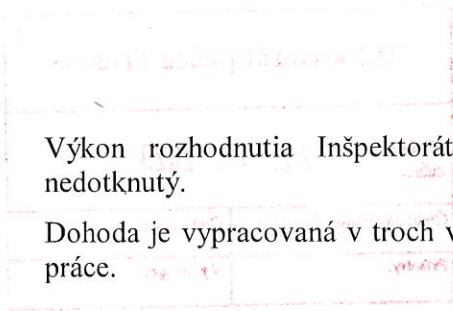 Výkon rozhodnutia Inšpektorát
nedotknutý.
Dohoda je vypracovaná v troch v
práce.